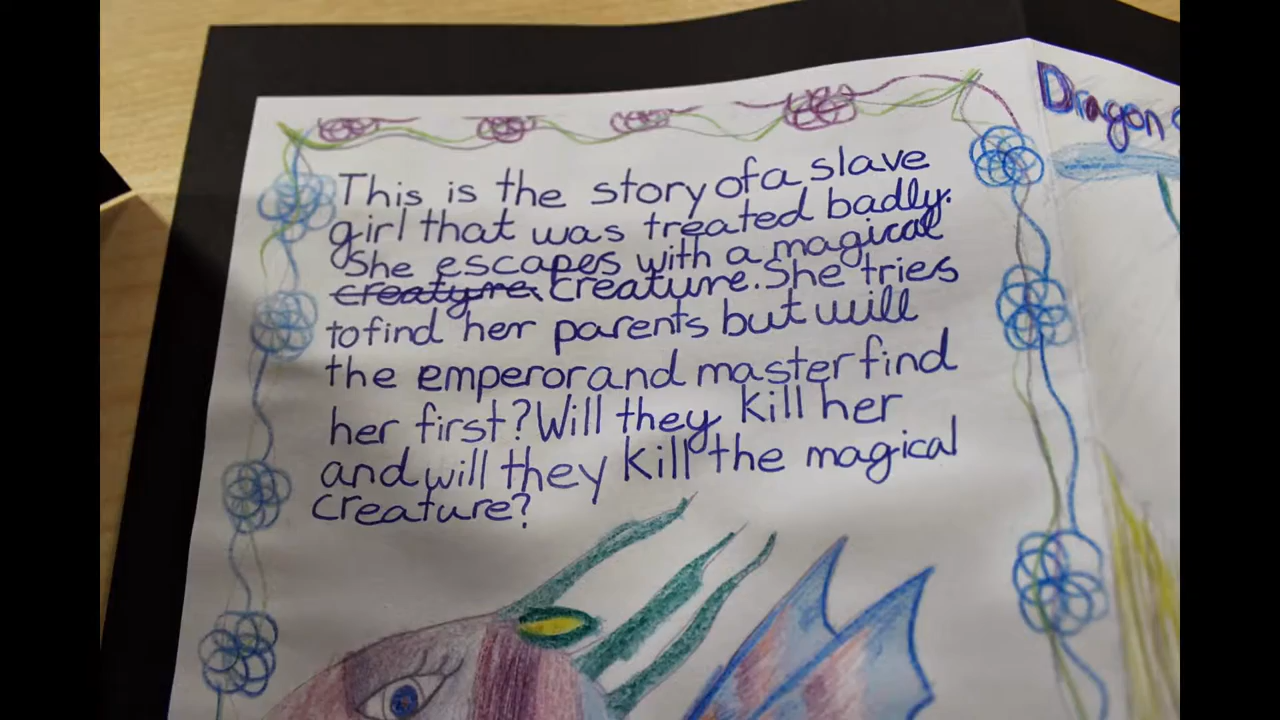 This is the story of a slave
girl that was treated badly.
She escapes with a magical
creatyre creature. She tries
to find her parents but will
the emperor and master find
her first? Will they kill her
and will they kill the magical
creature?
Dragon